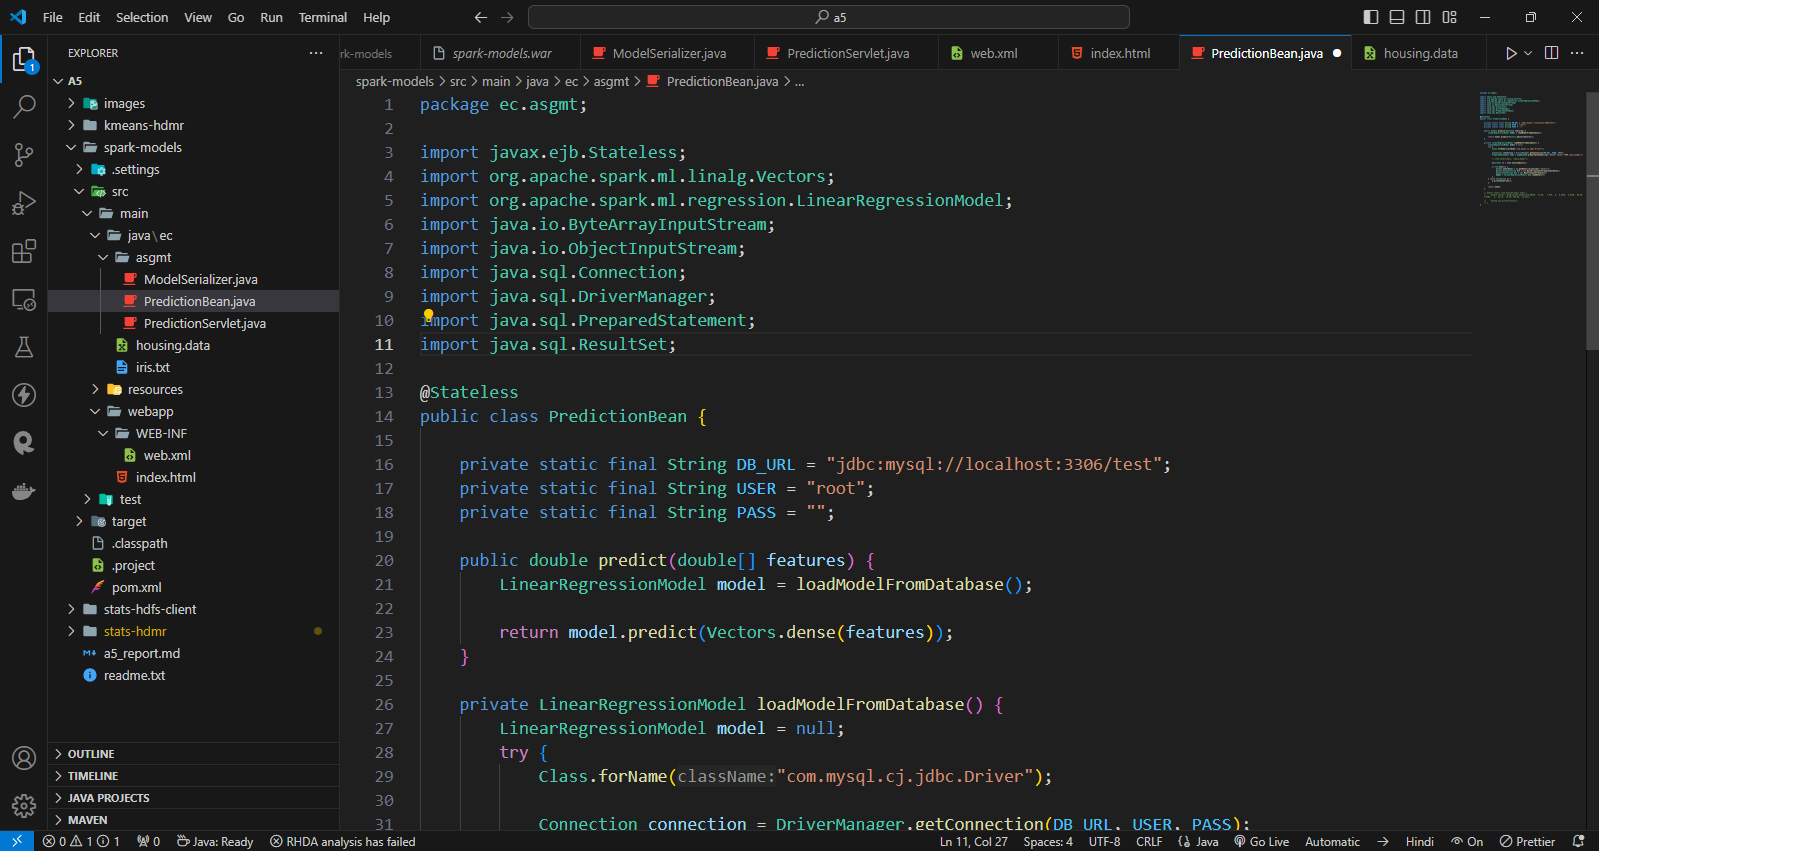 File Edit Selection View Go Run Terminal Help
a5
EXPLORER
rk-models
spark-models.war
ModelSerializer.java
PredictionServlet.java
web.xml
index.html
PredictionBean.java
housing.data
spark-models > src > main > java > ec > asgmt > PredictionBean.java > ...
1
A5
images
kmeans-hdmr
spark-models
.settings
src
main
java\ec
asgmt
ModelSerializer.java
PredictionBean.java
PredictionServlet.java
housing.data
iris.txt
resources
webapp
WEB-INF
web.xml
index.html
test
target
.classpath
.project
pom.xml
stats-hdfs-client
stats-hdmr
a5_report.md
readme.txt
OUTLINE
TIMELINE
JAVA PROJECTS
MAVEN
1 package ec.asgmt;
2
3 import javax.ejb.Stateless;
4 import org.apache.spark.ml.linalg.Vectors;
5 import org.apache.spark.ml.regression.LinearRegressionModel;
6 import java.io.ByteArrayInputStream;
7 import java.io.ObjectInputStream;
8 import java.sql.Connection;
9 import java.sql.DriverManager;
10 import java.sql.PreparedStatement;
11 import java.sql.ResultSet;
12
13 @Stateless
14 public class PredictionBean {
15
16 private static final String DB_URL = "jdbc:mysql://localhost:3306/test";
17 private static final String USER = "root";
18 private static final String PASS = "";
19
20 public double predict(double[] features) {
21 LinearRegressionModel model = loadModelFromDatabase();
22
23 return model.predict(Vectors.dense(features));
24 }
25
26 private LinearRegressionModel loadModelFromDatabase() {
27 LinearRegressionModel model = null;
28 try {
29 Class.forName(className:"com.mysql.cj.jdbc.Driver");
30
31 Connection connection = DriverManager.getConnection(DB_URL, USER, PASS);
0 1 1 0 Java: Ready RHDA analysis has failed Ln 11, Col 27 Spaces: 4 UTF-8 CRLF {} Java Go Live Automatic → Hindi On Prettier